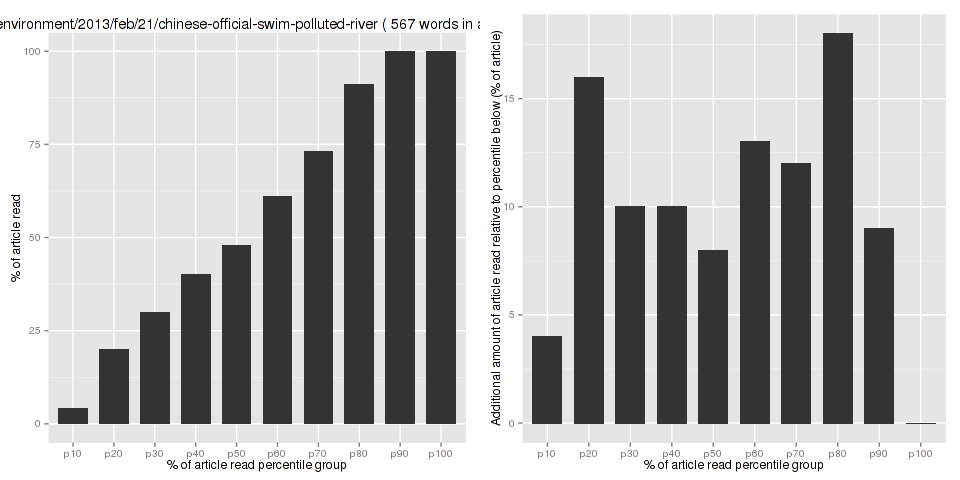 environment/2013/feb/21/chinese-official-swim-polluted-river ( 567 words in a
% of article read
100
75
50
25
0
p10 p20 p30 p40 p50 p60 p70 p80 p90 p100
% of article read percentile group
Additional amount of article read relative to percentile below (% of article)
15
10
5
0
p10 p20 p30 p40 p50 p60 p70 p80 p90 p100
% of article read percentile group